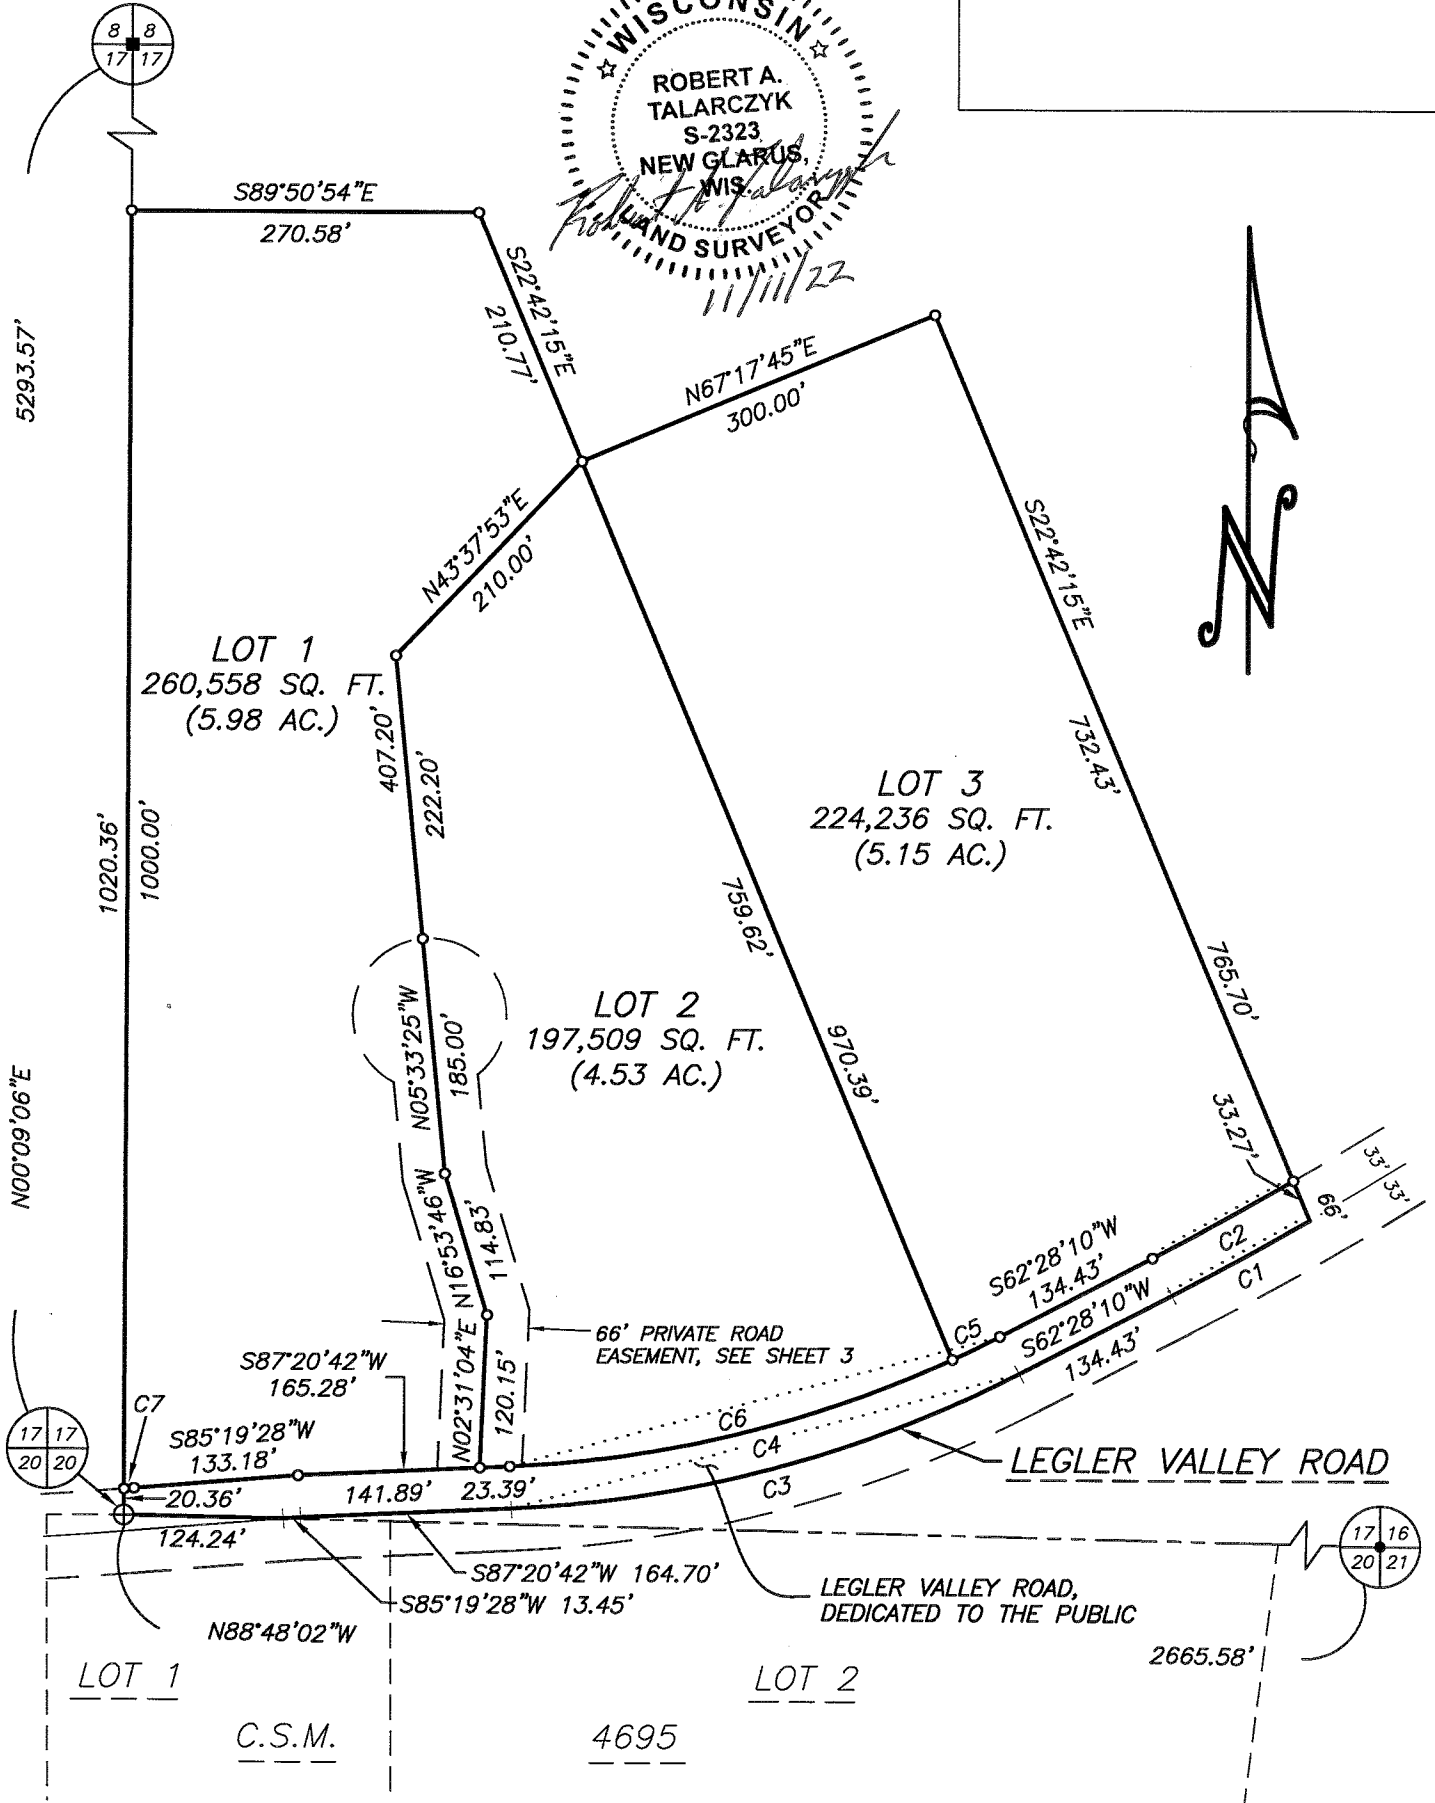 8 8
17 17
WISCONSIN
ROBERT A.
TALARCZYK
S-2323
NEW GLARUS,
WIS.
LAND SURVEYOR
Robert A. Talarczyk
11/11/22
S89°50'54"E
270.58'
S22°42'15"E
210.77'
5293.57'
N67°17'45"E
300.00'
N43°37'53"E
210.00'
S22°42'15"E
732.43'
765.70'
33.27'
N
LOT 1
260,558 SQ. FT.
(5.98 AC.)
407.20'
222.20'
LOT 3
224,236 SQ. FT.
(5.15 AC.)
1020.36'
1000.00'
759.62'
970.39'
LOT 2
197,509 SQ. FT.
(4.53 AC.)
N05°33'25"W
185.00'
N00°09'06"E
N16°53'46"W
114.83'
33'
33'
66'
S62°28'10"W
134.43'
C2
C1
S62°28'10"W
134.43'
C5
N02°31'04"E
120.15'
66' PRIVATE ROAD
EASEMENT, SEE SHEET 3
S87°20'42"W
165.28'
C7
17 17
20 20
S85°19'28"W
133.18'
C6
C4
C3
LEGLER VALLEY ROAD
20.36'
141.89'
23.39'
124.24'
S87°20'42"W 164.70'
S85°19'28"W 13.45'
N88°48'02"W
LEGLER VALLEY ROAD,
DEDICATED TO THE PUBLIC
17 16
20 21
2665.58'
LOT 1
LOT 2
C.S.M.
4695